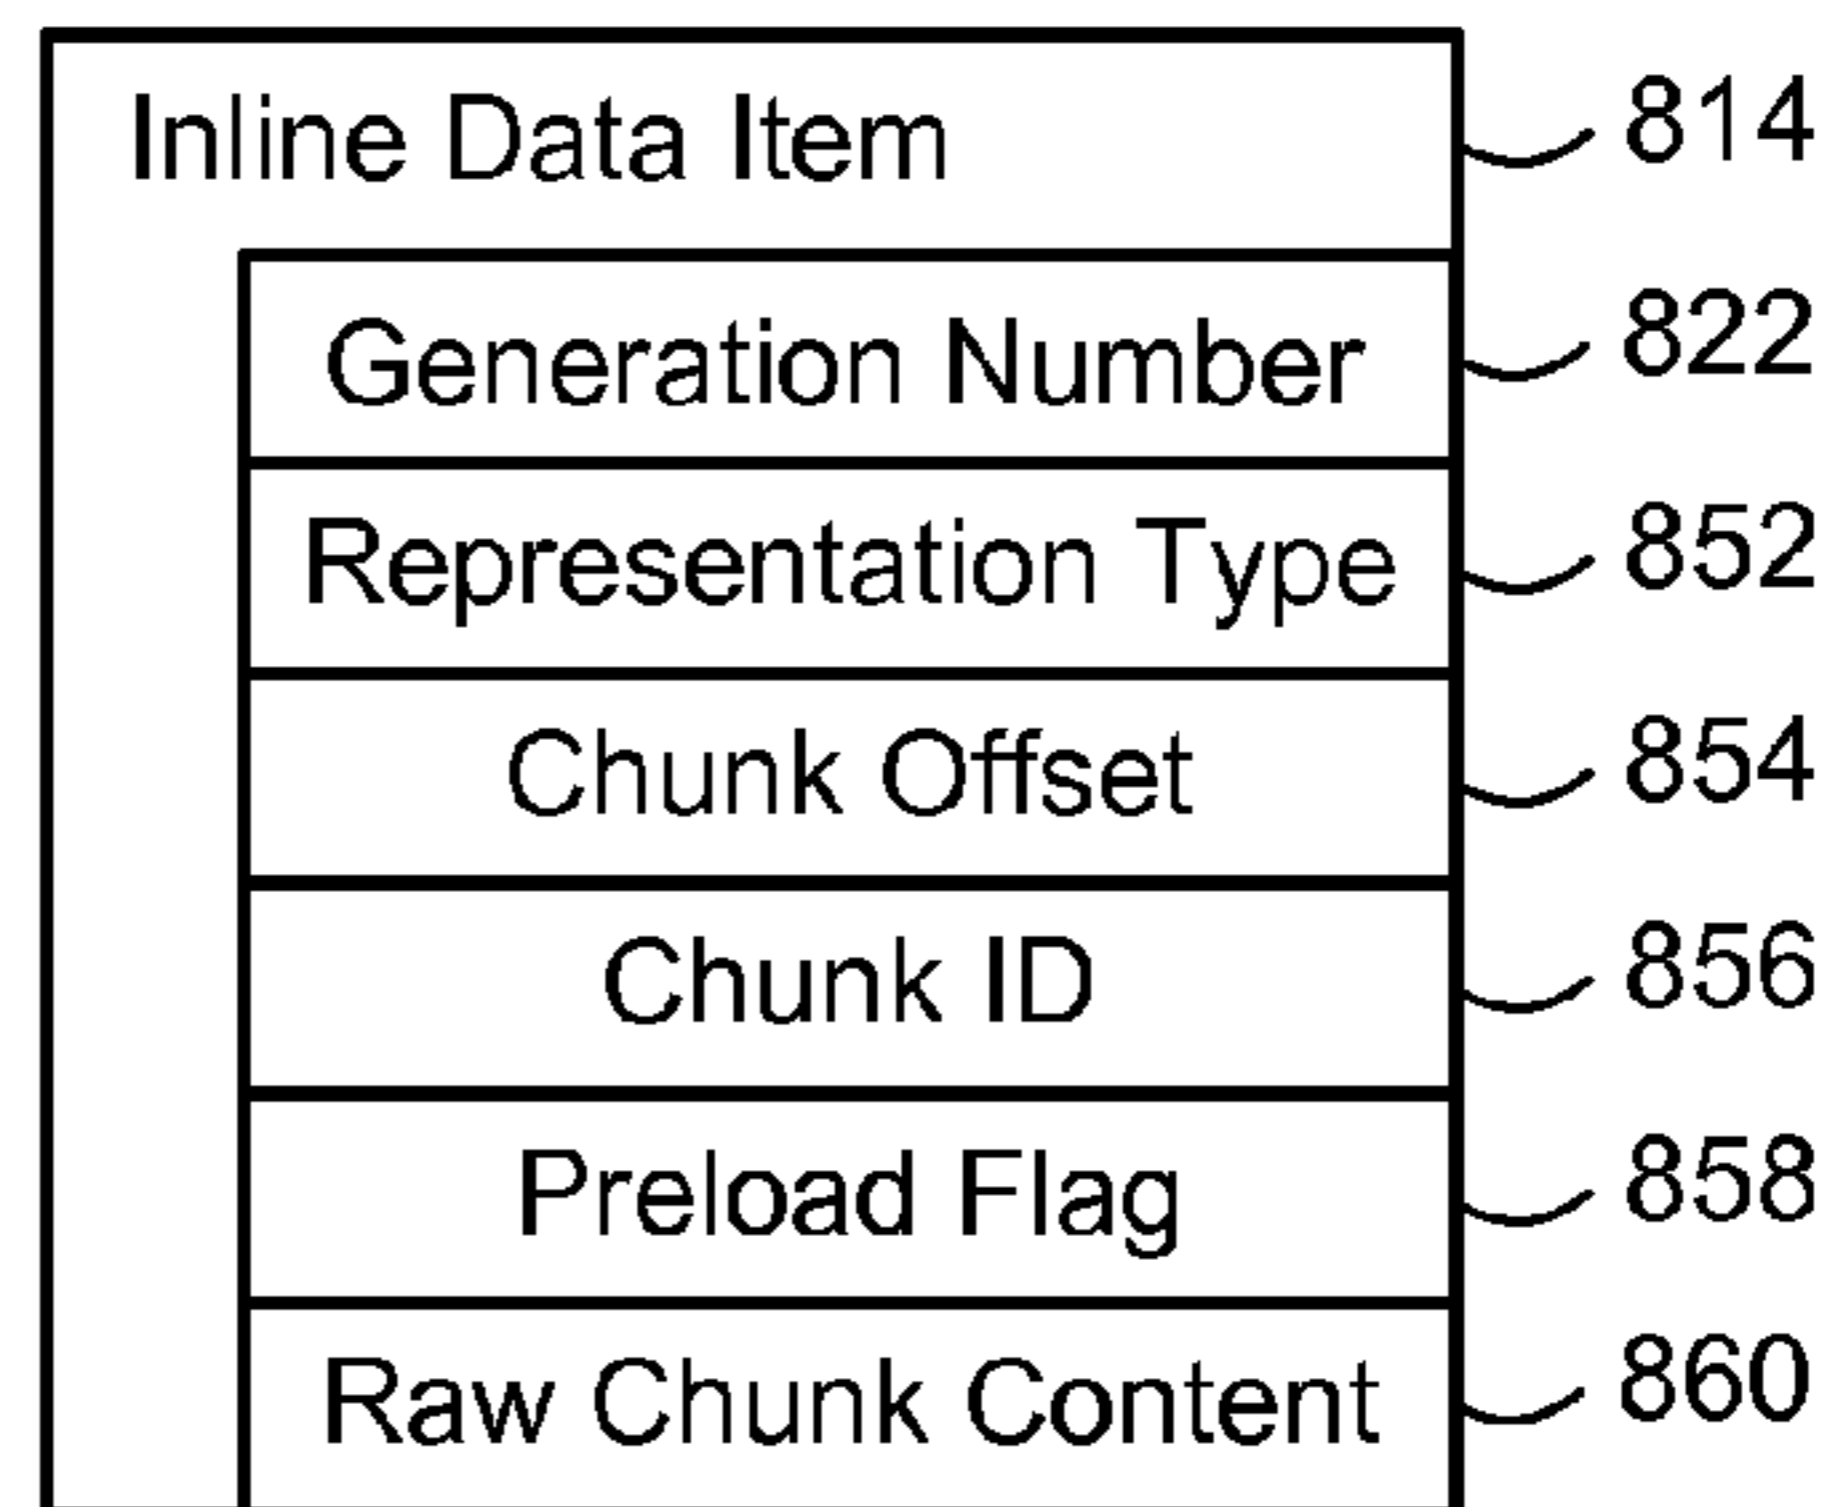 Inline Data Item 814
Generation Number 822
Representation Type 852
Chunk Offset 854
Chunk ID 856
Preload Flag 858
Raw Chunk Content 860